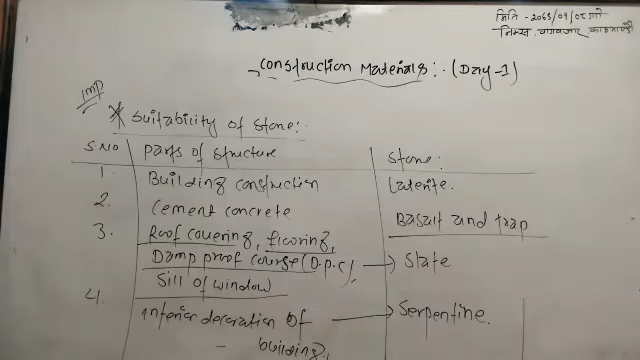 मिति - 2063/09/05 गते
निम्स, बागबजार, काठमाण्डौ
Construction Materials: (Day-1)
Imp
* Suitability of Stone:
S.NO Parts of structure Stone:
1. Building construction Laterite.
2. Cement concrete Basalt and trap
3. Roof covering, flooring,
Damp proof course (D.P.C), → Slate
Sill of window
4. Interior decoration of → Serpentine.
- building.